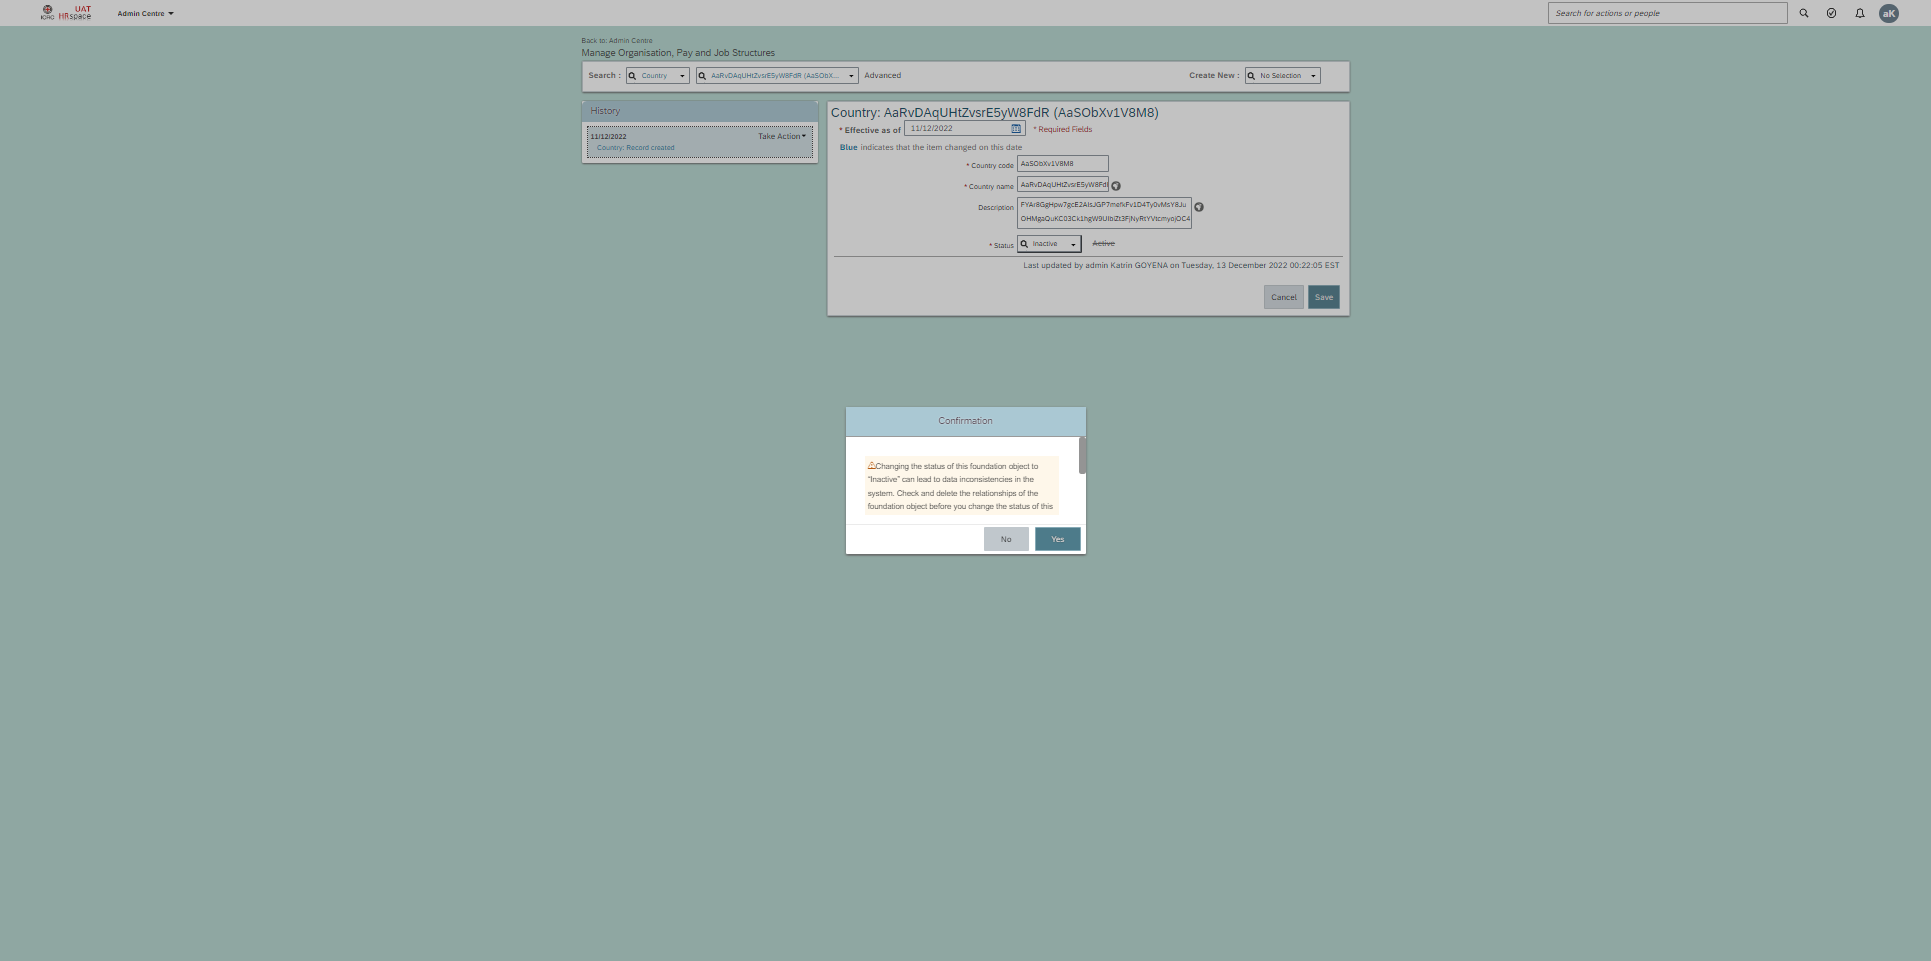 ICRC
UAT
HRspace
Admin Centre
Search for actions or people
aK
Back to: Admin Centre
Manage Organisation, Pay and Job Structures
Search :
Country
AaRvDAqUHtZvsrE5yW8FdR (AaSObX...
Advanced
Create New :
No Selection
History
11/12/2022
Take Action
Country: Record created
Country: AaRvDAqUHtZvsrE5yW8FdR (AaSObXv1V8M8)
* Effective as of
11/12/2022
* Required Fields
Blue indicates that the item changed on this date
* Country code
AaSObXv1V8M8
* Country name
AaRvDAqUHtZvsrE5yW8Fd
Description
* Status
Inactive
Active
Last updated by admin Katrin GOYENA on Tuesday, 13 December 2022 00:22:05 EST
Cancel
Save
Confirmation
Changing the status of this foundation object to
"Inactive" can lead to data inconsistencies in the
system. Check and delete the relationships of the
foundation object before you change the status of this
No
Yes